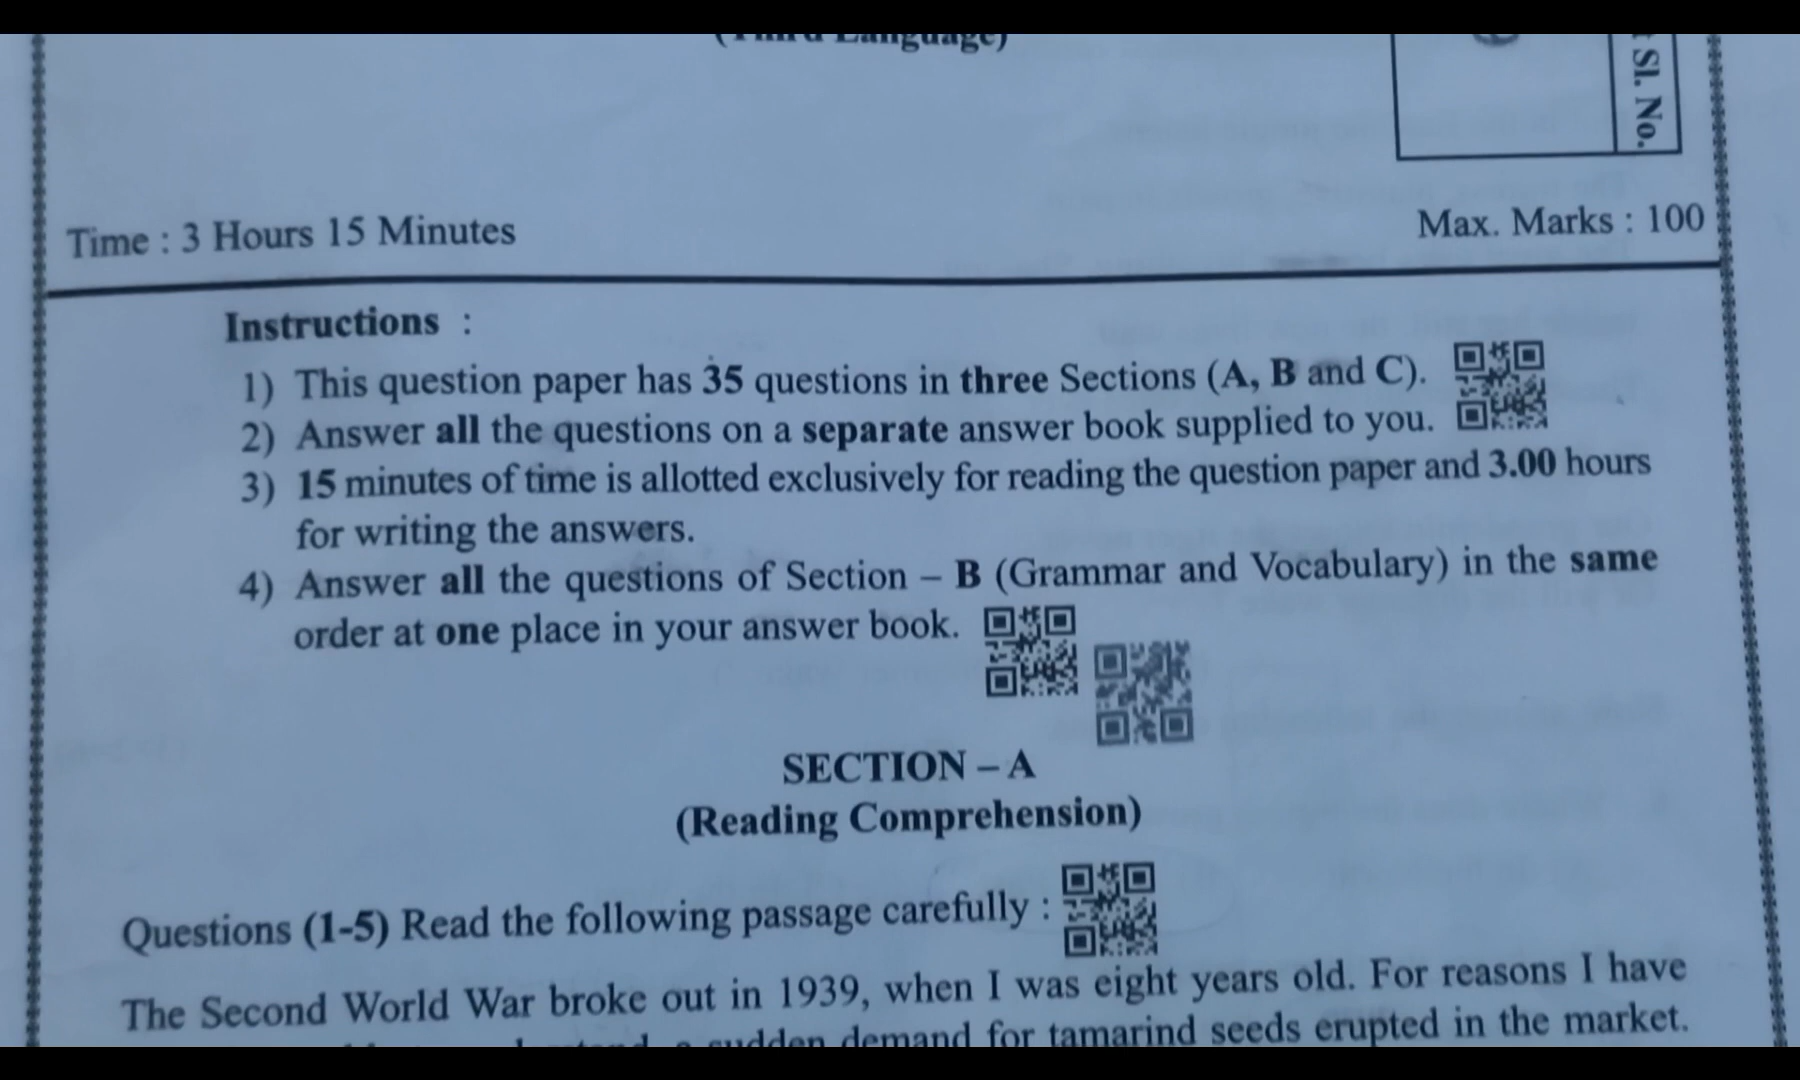 (Third Language)
Sl. No.
Time : 3 Hours 15 Minutes
Max. Marks : 100
Instructions :
1) This question paper has 35 questions in three Sections (A, B and C).
2) Answer all the questions on a separate answer book supplied to you.
3) 15 minutes of time is allotted exclusively for reading the question paper and 3.00 hours
for writing the answers.
4) Answer all the questions of Section – B (Grammar and Vocabulary) in the same
order at one place in your answer book.
SECTION – A
(Reading Comprehension)
Questions (1-5) Read the following passage carefully :
The Second World War broke out in 1939, when I was eight years old. For reasons I have
a sudden demand for tamarind seeds erupted in the market.